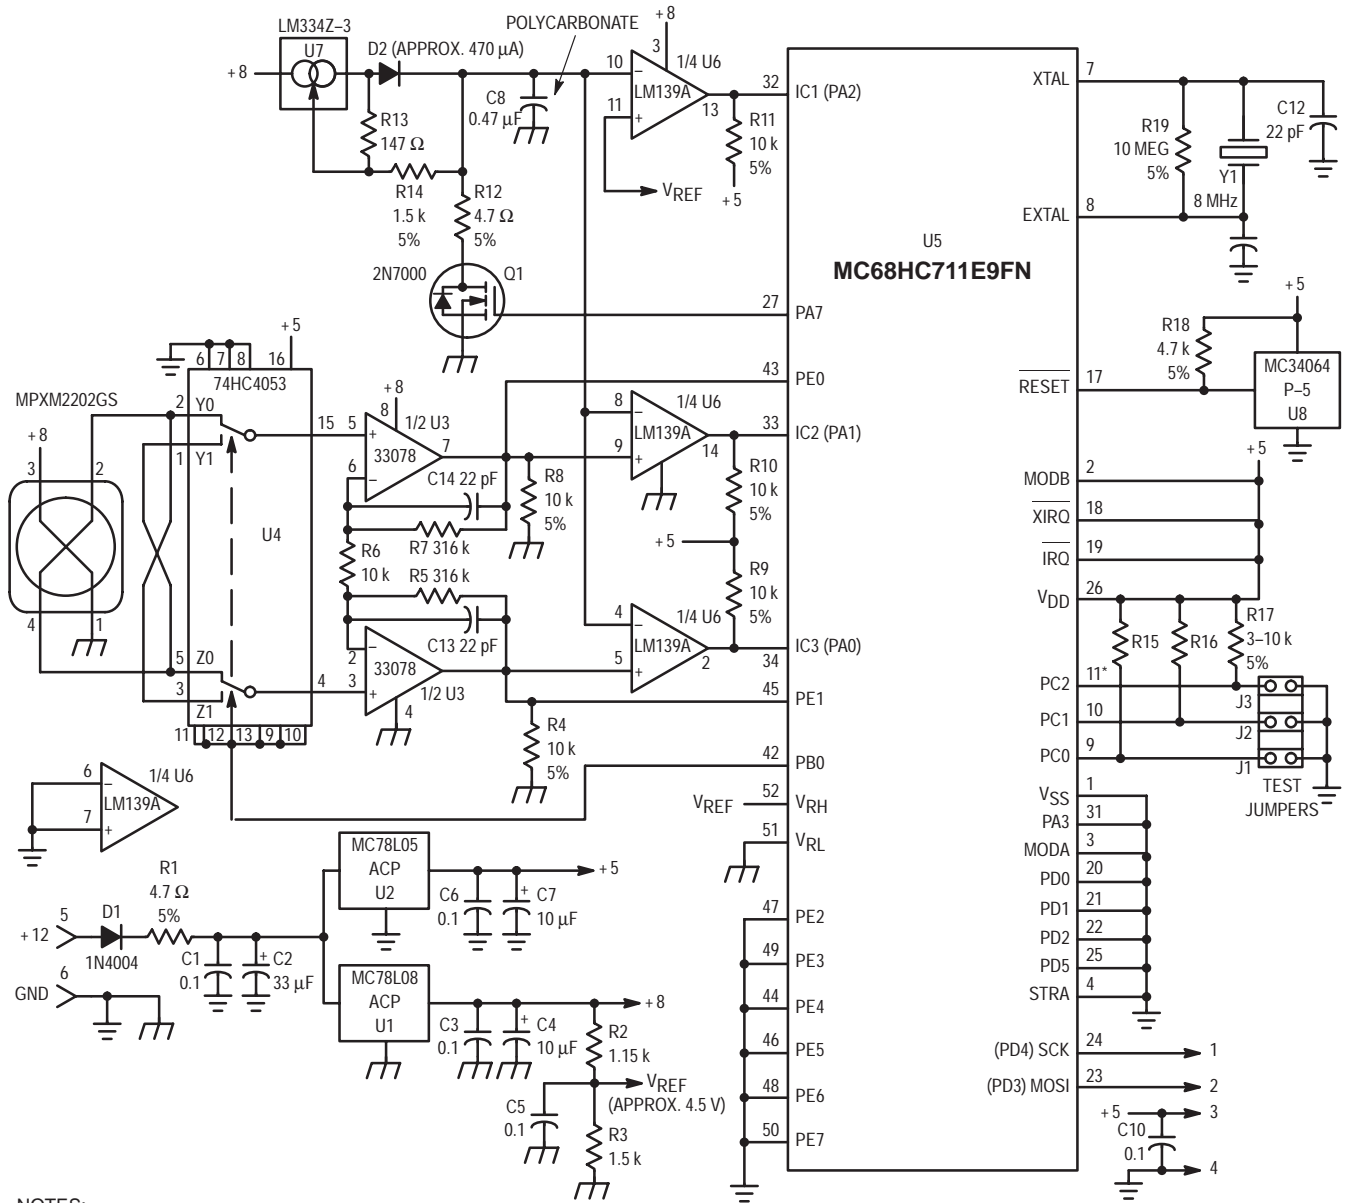 LM334Z–3
U7
+8
D2 (APPROX. 470 μA)
POLYCARBONATE
C8
0.47 μF
R13
147 Ω
R14
1.5 k
5%
R12
4.7 Ω
5%
2N7000
Q1
+8
3
10
–
11
+
1/4 U6
LM139A
13
VREF
R11
10 k
5%
+5
32
IC1 (PA2)
27
PA7
43
PE0
33
IC2 (PA1)
IC3 (PA0)
34
45
PE1
42
PB0
VREF
52
VRH
51
VRL
47
PE2
49
PE3
44
PE4
46
PE5
48
PE6
50
PE7
U5
MC68HC711E9FN
XTAL
7
R19
10 MEG
5%
Y1
8 MHz
C12
22 pF
EXTAL
8
+5
R18
4.7 k
5%
MC34064
P–5
U8
RESET
17
+5
MODB
2
XIRQ
18
IRQ
19
VDD
26
R15
R16
R17
3–10 k
5%
PC2
11*
J3
PC1
10
J2
PC0
9
J1
TEST
JUMPERS
VSS
1
PA3
31
MODA
3
PD0
20
PD1
21
PD2
22
PD5
25
STRA
4
(PD4) SCK
24
1
(PD3) MOSI
23
2
+5
3
C10
0.1
4
MPXM2202GS
+8
3
2
4
1
6
7
8
16
+5
74HC4053
2
Y0
1
Y1
15
U4
5
Z0
3
Z1
4
11
12
13
9
10
+8
8
5
+
6
–
1/2 U3
33078
7
C14 22 pF
R7 316 k
R6
10 k
R5 316 k
C13 22 pF
R8
10 k
5%
2
–
3
+
33078
1/2 U3
4
1
R4
10 k
5%
8
–
9
+
1/4 U6
LM139A
14
R10
10 k
5%
+5
R9
10 k
5%
4
–
5
+
1/4 U6
LM139A
2
6
–
7
+
1/4 U6
LM139A
+12
5
D1
1N4004
R1
4.7 Ω
5%
GND
6
C1
0.1
+
C2
33 μF
MC78L05
ACP
U2
C6
0.1
+
C7
10 μF
+5
MC78L08
ACP
U1
C3
0.1
+
C4
10 μF
+8
R2
1.15 k
VREF
(APPROX. 4.5 V)
C5
0.1
R3
1.5 k